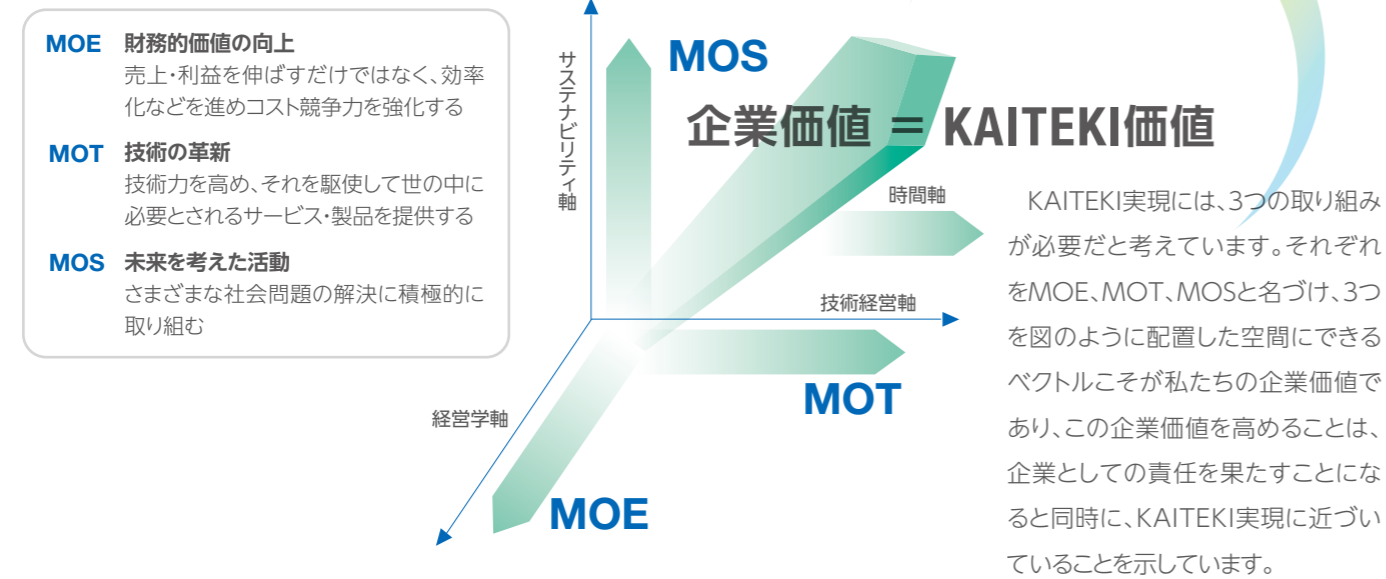 MOE 財務的価値の向上
売上・利益を伸ばすだけではなく、効率
化などを進めコスト競争力を強化する
MOT 技術の革新
技術力を高め、それを駆使して世の中に
必要とされるサービス・製品を提供する
MOS 未来を考えた活動
さまざまな社会問題の解決に積極的に
取り組む
サステナビリティ軸
MOS
企業価値 = KAITEKI価値
時間軸
技術経営軸
MOT
経営学軸
MOE
KAITEKI実現には、3つの取り組み
が必要だと考えています。それぞれ
をMOE、MOT、MOSと名づけ、3つ
を図のように配置した空間にできる
ベクトルこそが私たちの企業価値で
あり、この企業価値を高めることは、
企業としての責任を果たすことにな
ると同時に、KAITEKI実現に近づい
ていることを示しています。